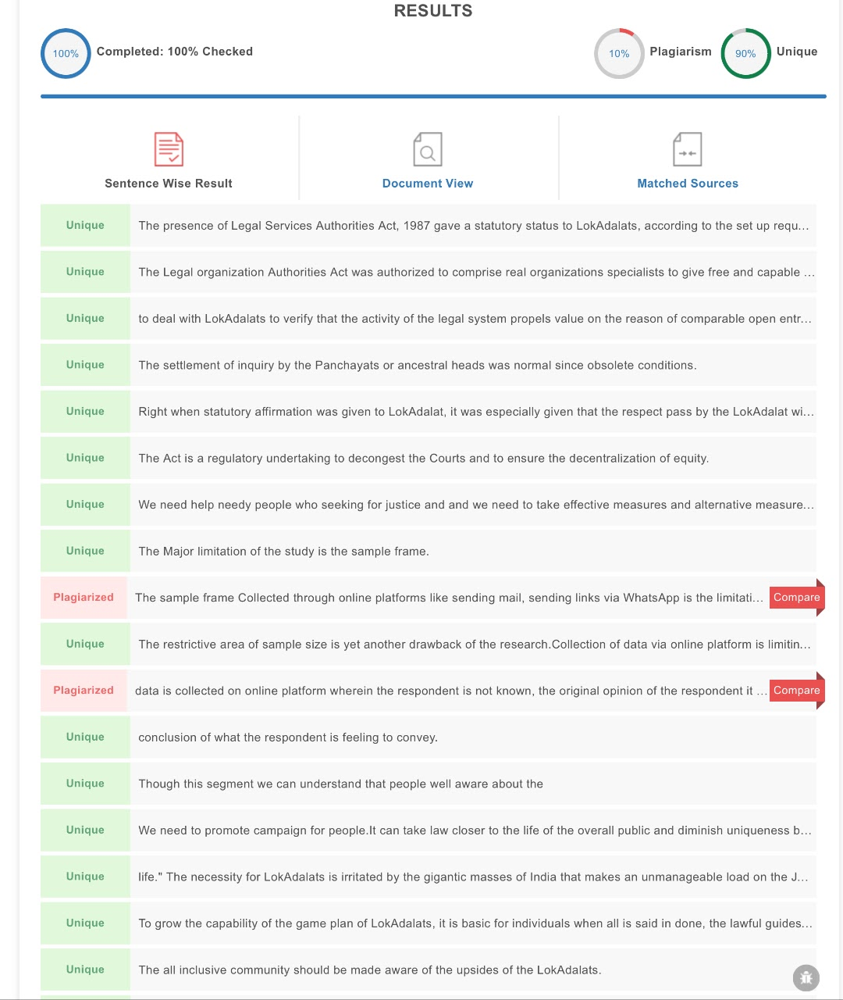 RESULTS
100% Completed: 100% Checked 10% Plagiarism 90% Unique
Sentence Wise Result Document View Matched Sources
Unique The presence of Legal Services Authorities Act, 1987 gave a statutory status to LokAdalats, according to the set up requ...
Unique The Legal organization Authorities Act was authorized to comprise real organizations specialists to give free and capable ...
Unique to deal with LokAdalats to verify that the activity of the legal system propels value on the reason of comparable open entr...
Unique The settlement of inquiry by the Panchayats or ancestral heads was normal since obsolete conditions.
Unique Right when statutory affirmation was given to LokAdalat, it was especially given that the respect pass by the LokAdalat wi...
Unique The Act is a regulatory undertaking to decongest the Courts and to ensure the decentralization of equity.
Unique We need help needy people who seeking for justice and and we need to take effective measures and alternative measure...
Unique The Major limitation of the study is the sample frame.
Plagiarized The sample frame Collected through online platforms like sending mail, sending links via WhatsApp is the limitati... Compare
Unique The restrictive area of sample size is yet another drawback of the research.Collection of data via online platform is limitin...
Plagiarized data is collected on online platform wherein the respondent is not known, the original opinion of the respondent it ... Compare
Unique conclusion of what the respondent is feeling to convey.
Unique Though this segment we can understand that people well aware about the
Unique We need to promote campaign for people.It can take law closer to the life of the overall public and diminish uniqueness b...
Unique life." The necessity for LokAdalats is irritated by the gigantic masses of India that makes an unmanageable load on the J...
Unique To grow the capability of the game plan of LokAdalats, it is basic for individuals when all is said in done, the lawful guides...
Unique The all inclusive community should be made aware of the upsides of the LokAdalats.